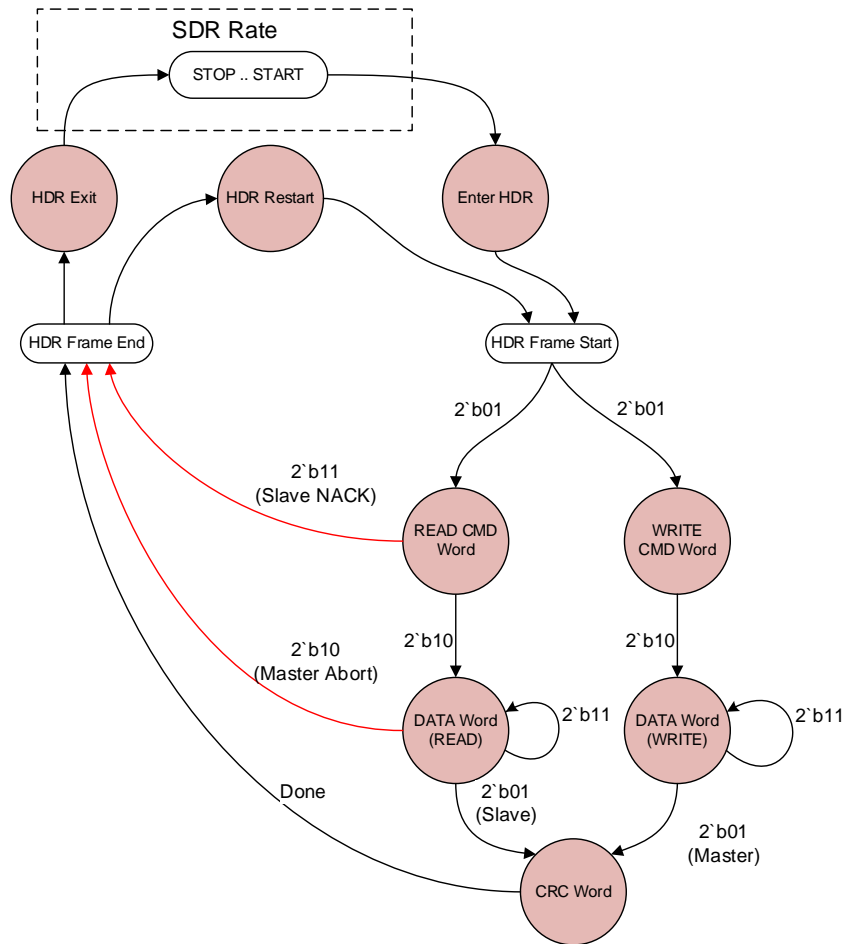 SDR Rate
STOP .. START
HDR Exit
HDR Restart
Enter HDR
HDR Frame End
HDR Frame Start
2`b01
2`b01
2`b11
(Slave NACK)
READ CMD
Word
WRITE
CMD Word
2`b10
2`b10
2`b10
(Master Abort)
DATA Word
(READ)
2`b11
DATA Word
(WRITE)
2`b11
Done
2`b01
(Slave)
2`b01
(Master)
CRC Word